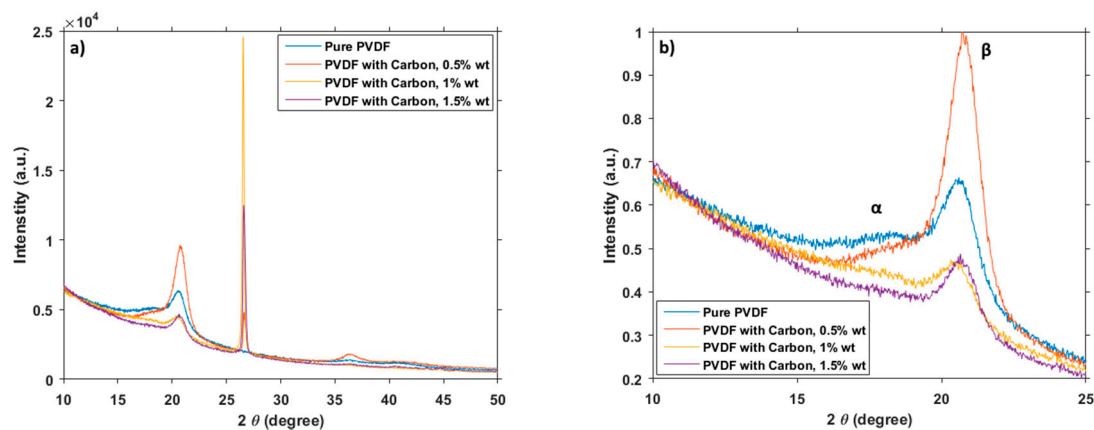 ×10⁴
a)
2.5
2
1.5
1
0.5
0
10
15
20
25
30
35
40
45
50
Intenstity (a.u.)
2 θ (degree)
Pure PVDF
PVDF with Carbon, 0.5% wt
PVDF with Carbon, 1% wt
PVDF with Carbon, 1.5% wt
b)
1
0.9
0.8
0.7
0.6
0.5
0.4
0.3
0.2
10
15
20
25
Intenstity (a.u.)
2 θ (degree)
α
β
Pure PVDF
PVDF with Carbon, 0.5% wt
PVDF with Carbon, 1% wt
PVDF with Carbon, 1.5% wt